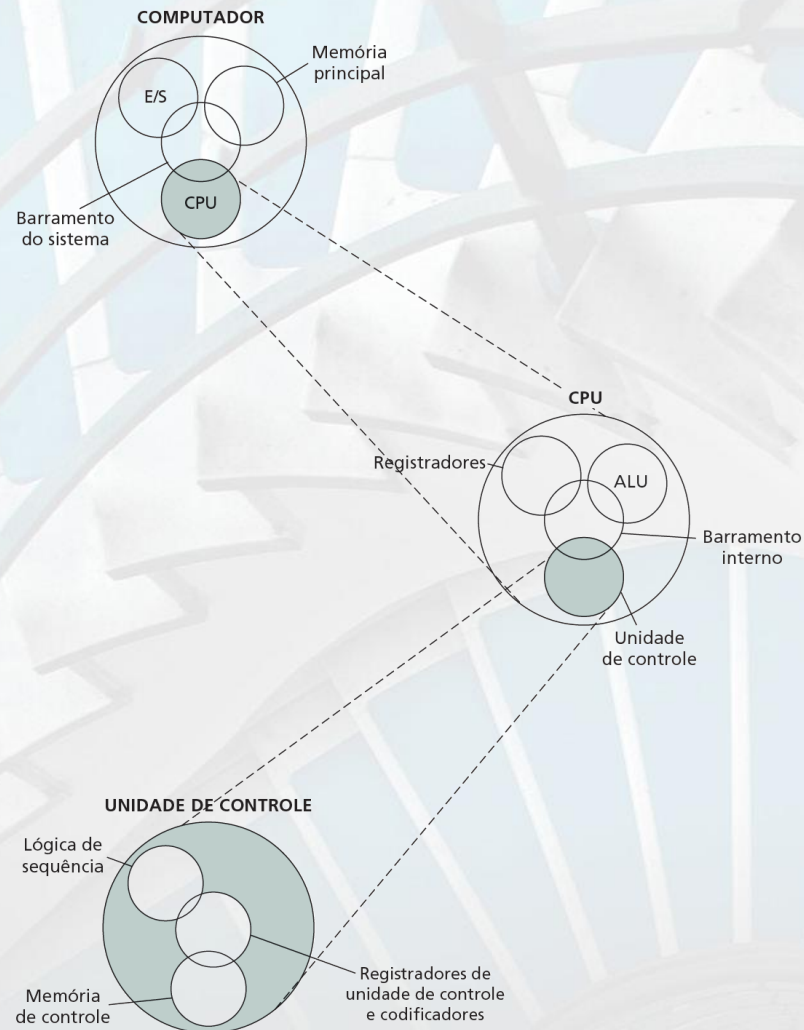 COMPUTADOR
Memória
principal
E/S
CPU
Barramento
do sistema
CPU
Registradores
ALU
Barramento
interno
Unidade
de controle
UNIDADE DE CONTROLE
Lógica de
sequência
Registradores de
unidade de controle
e codificadores
Memória
de controle